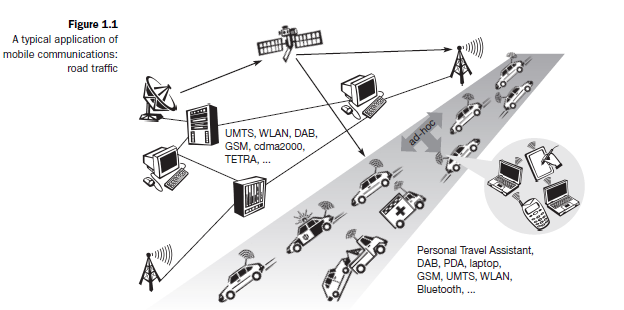 Figure 1.1
A typical application of
mobile communications:
road traffic
UMTS, WLAN, DAB,
GSM, cdma2000,
TETRA, ...
ad-hoc
Personal Travel Assistant,
DAB, PDA, laptop,
GSM, UMTS, WLAN,
Bluetooth, ...